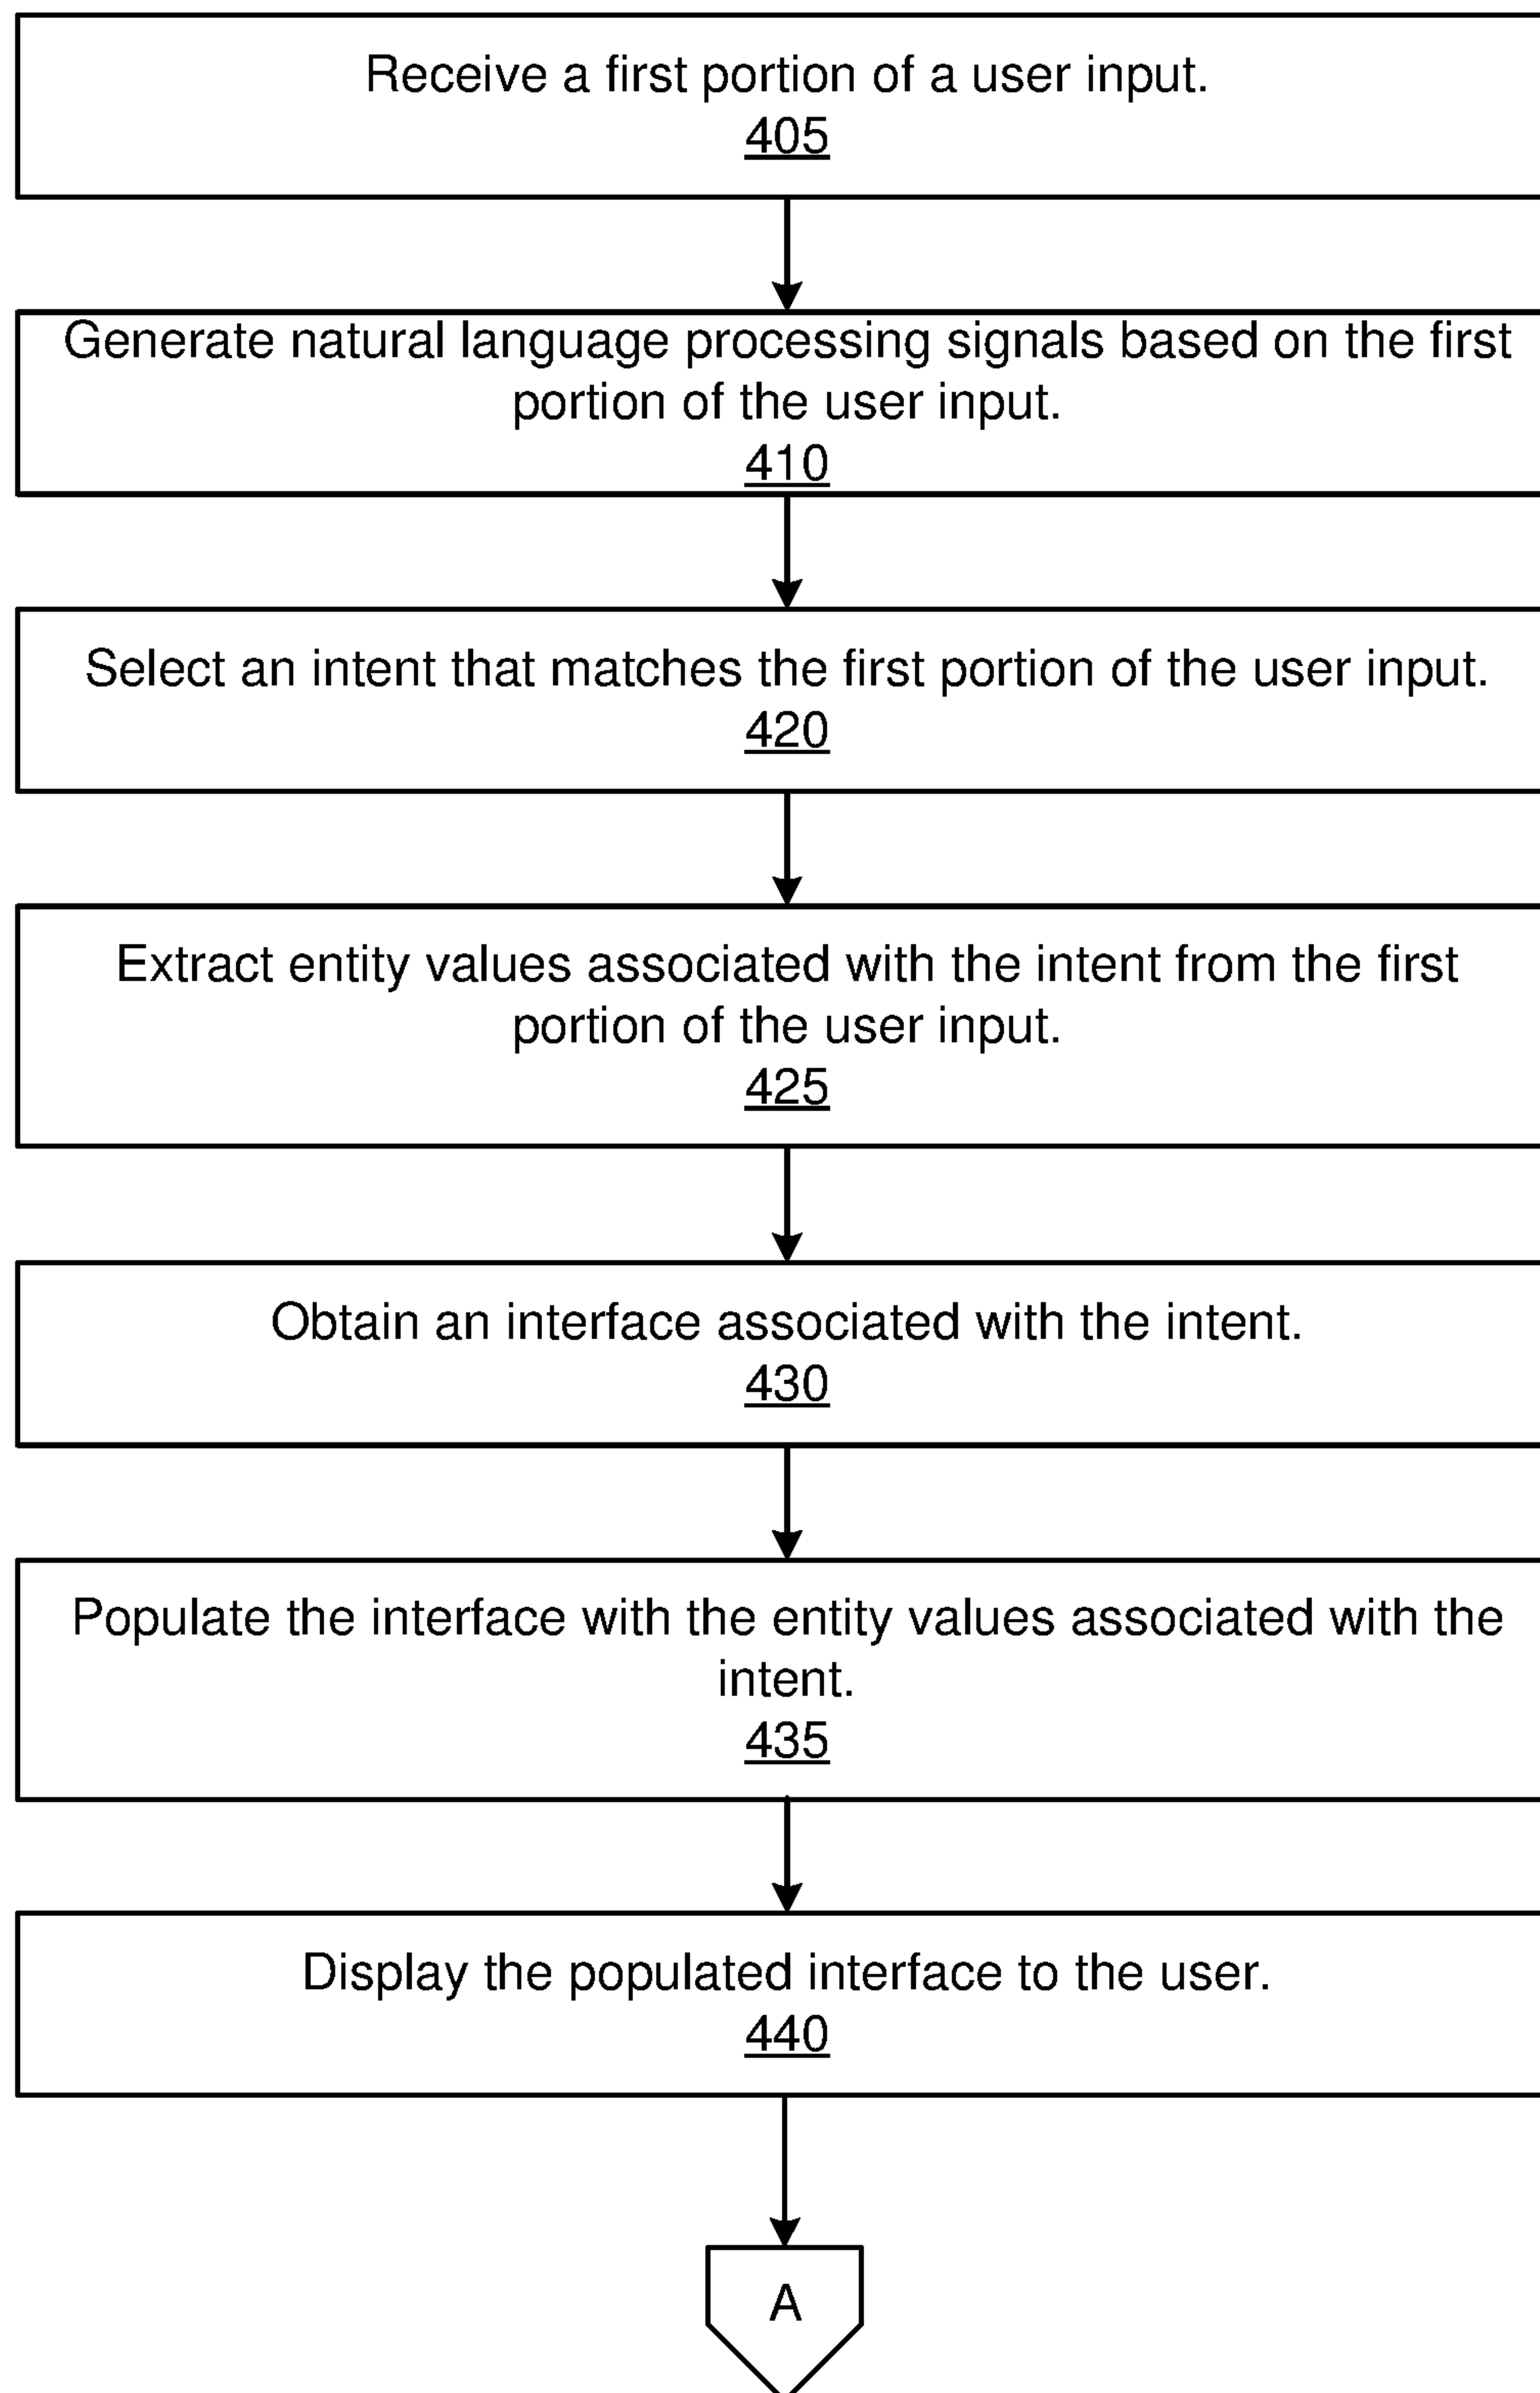 Receive a first portion of a user input.
405
Generate natural language processing signals based on the first
portion of the user input.
410
Select an intent that matches the first portion of the user input.
420
Extract entity values associated with the intent from the first
portion of the user input.
425
Obtain an interface associated with the intent.
430
Populate the interface with the entity values associated with the
intent.
435
Display the populated interface to the user.
440
A